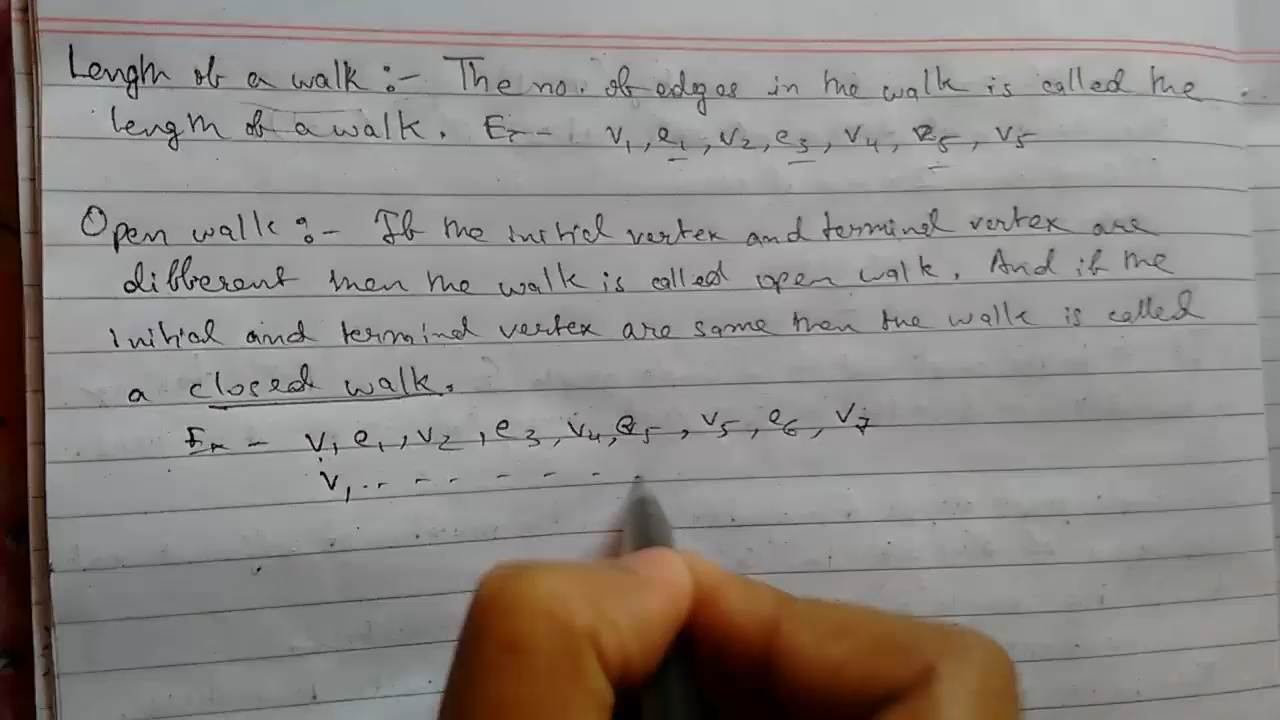 Length of a walk :- The no. of edges in the walk is called the
length of a walk. Ex - v1, e1, v2, e3, v4, e5, v5
Open walk :- If the initial vertex and terminal vertex are
different then the walk is called open walk. And if the
initial and terminal vertex are same then the walk is called
a closed walk.
Ex - v1 e1, v2, e3, v4, e5, v5, e6, v7
v1 .. - - - - - -